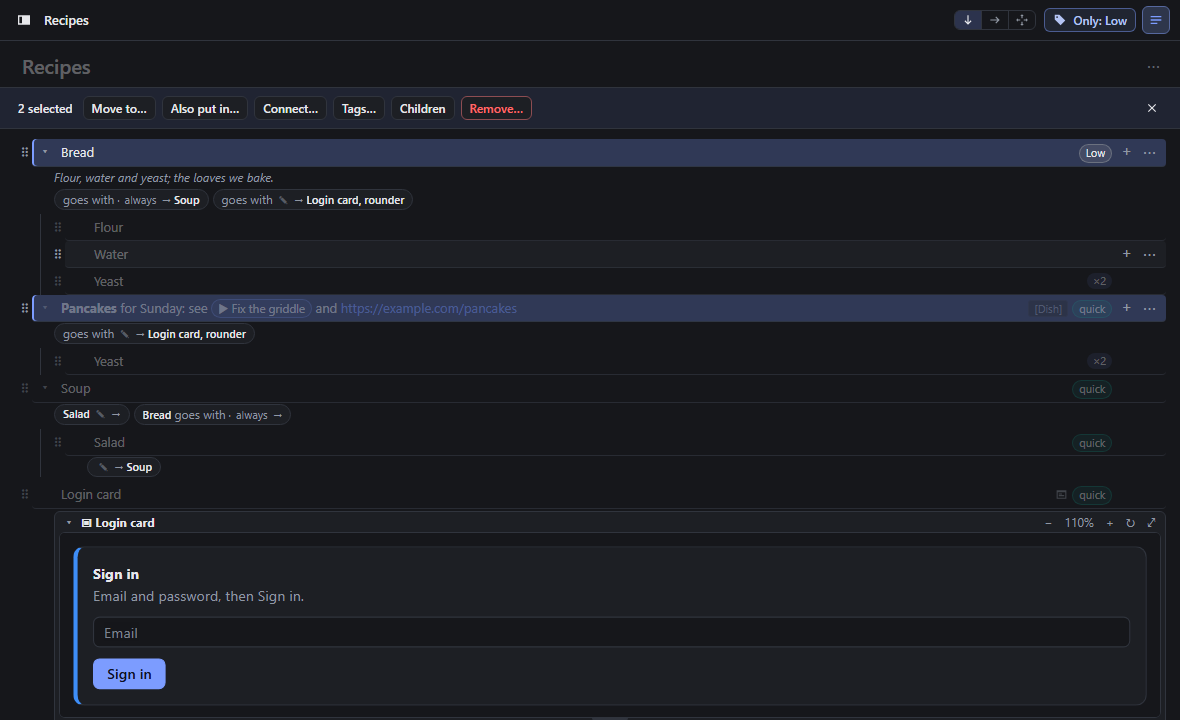 Recipes
Only: Low
Recipes
2 selected Move to... Also put in... Connect... Tags... Children Remove...
Bread Low
Flour, water and yeast; the loaves we bake.
goes with · always → Soup goes with → Login card, rounder
Flour
Water
Yeast ×2
Pancakes for Sunday: see ▶ Fix the griddle and https://example.com/pancakes [Dish] quick
goes with → Login card, rounder
Yeast ×2
Soup quick
Salad → Bread goes with · always →
Salad quick
→ Soup
Login card quick
Login card − 110% +
Sign in
Email and password, then Sign in.
Email
Sign in